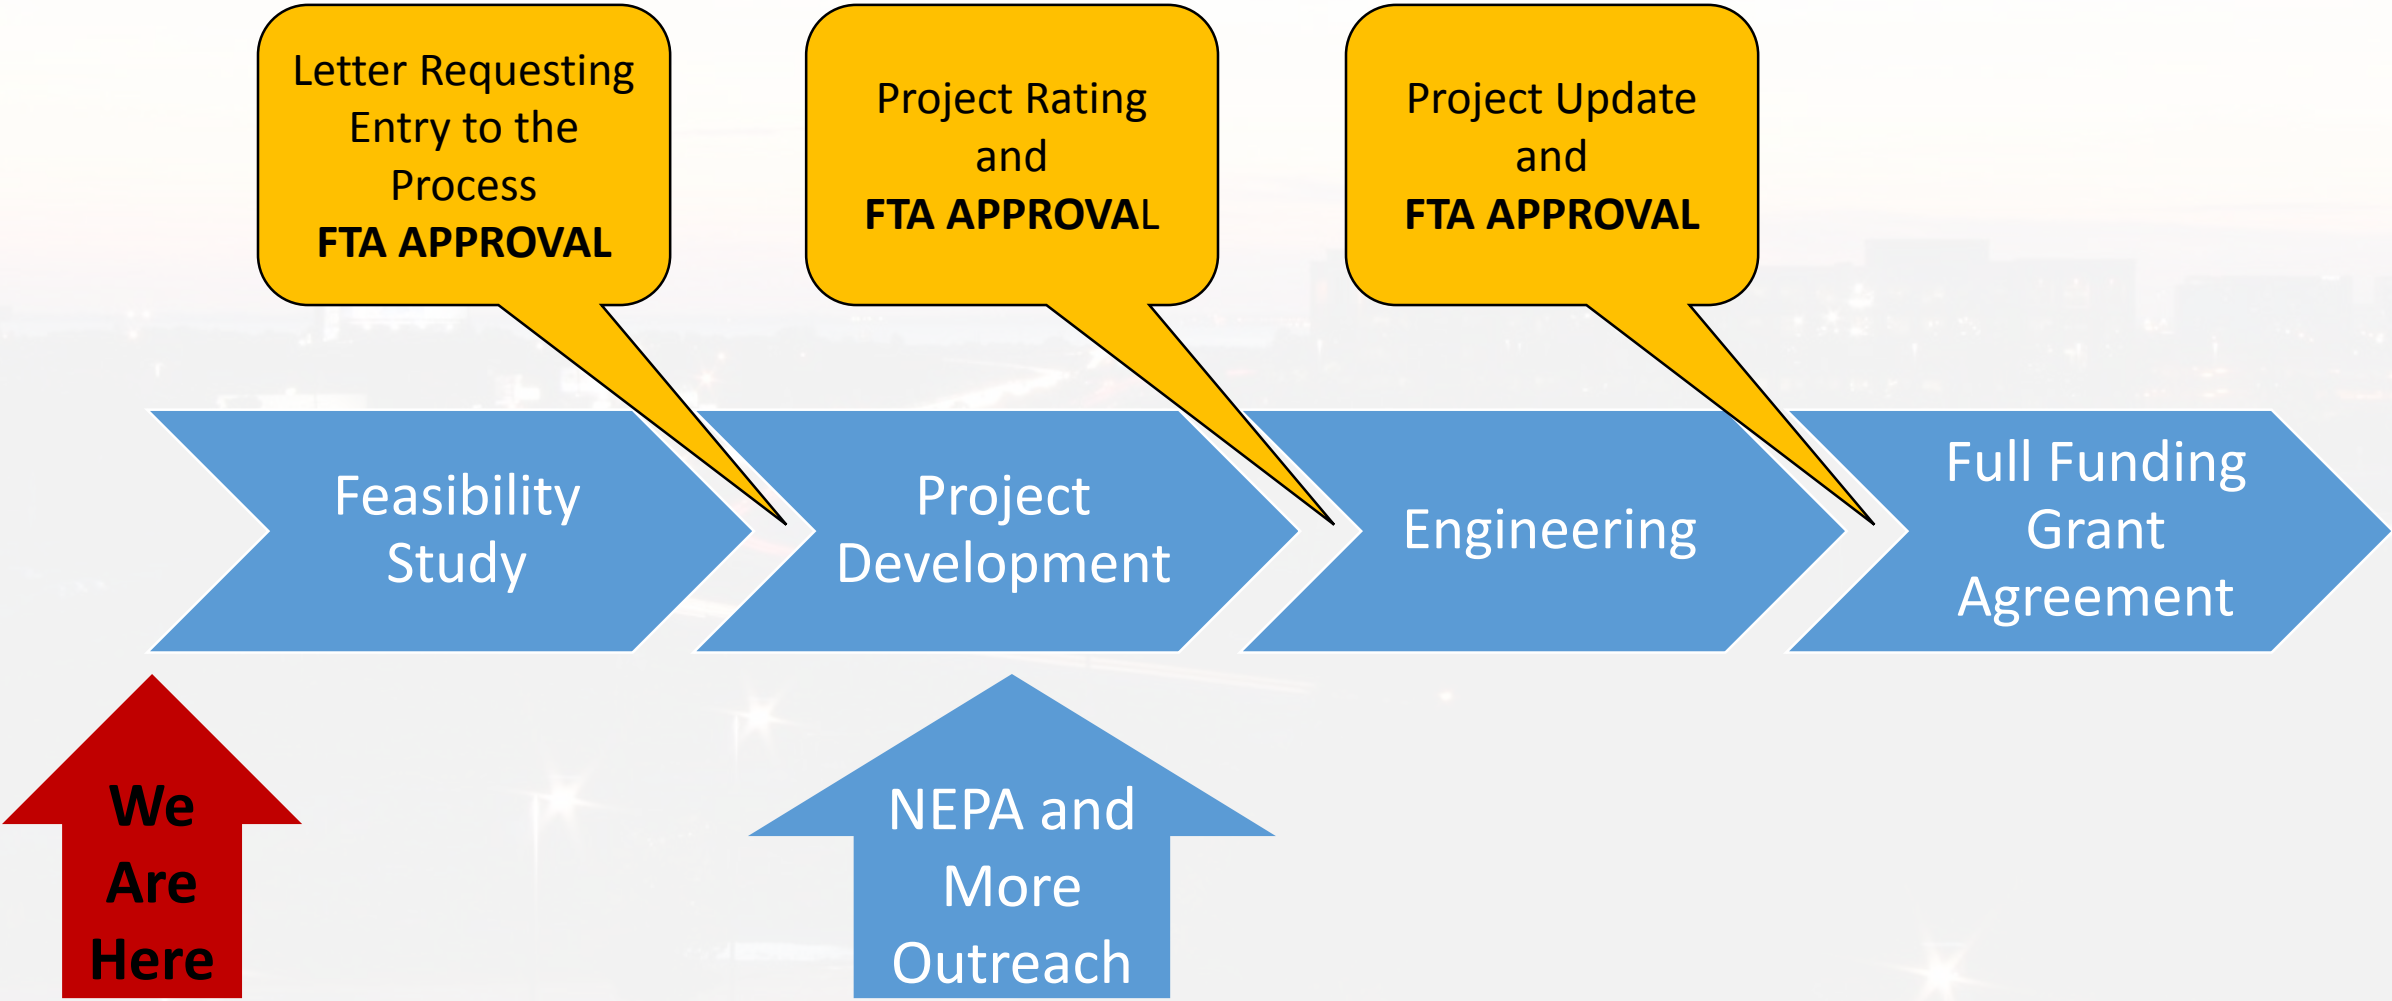 Letter Requesting
Entry to the
Process
FTA APPROVAL
Project Rating
and
FTA APPROVAL
Project Update
and
FTA APPROVAL
Feasibility
Study
Project
Development
Engineering
Full Funding
Grant
Agreement
We
Are
Here
NEPA and
More
Outreach